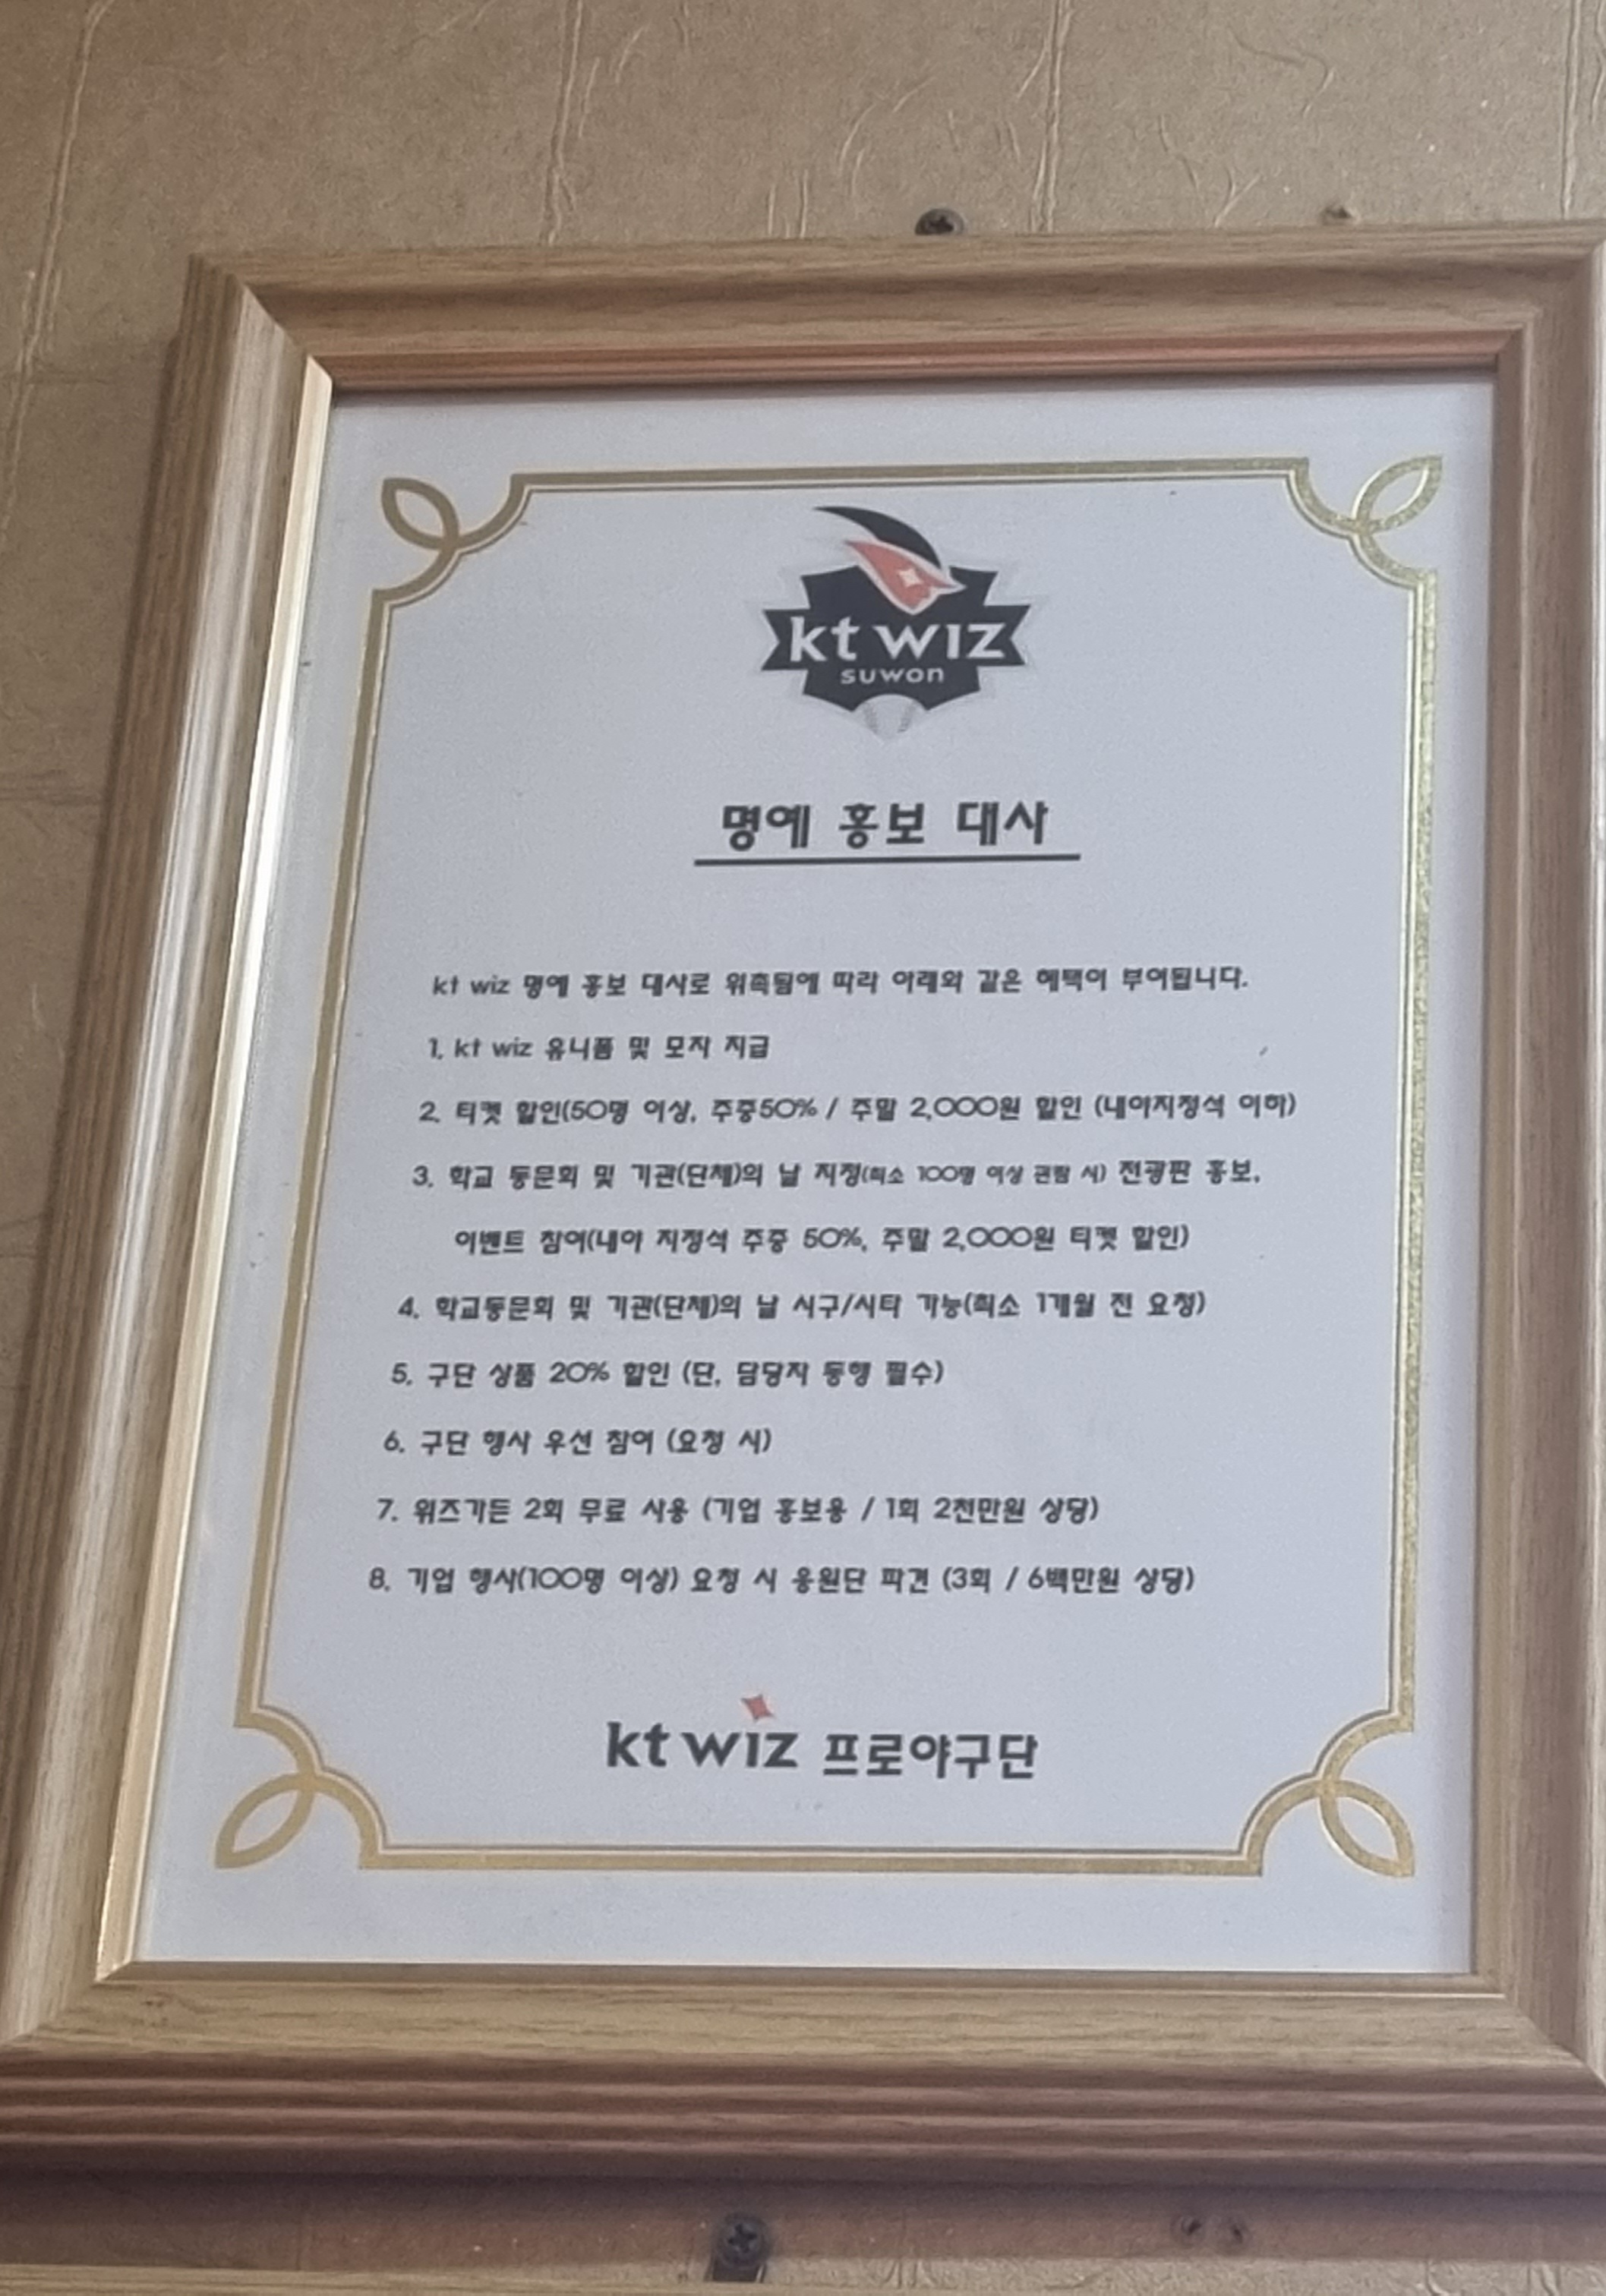 kt wiz
suwon
명예 홍보 대사
kt wiz 명예 홍보 대사로 위촉됨에 따라 아래와 같은 혜택이 부여됩니다.
1. kt wiz 유니폼 및 모자 지급
2. 티켓 할인(50명 이상, 주중50% / 주말 2,000원 할인 (내야지정석 이하)
3. 학교 동문회 및 기관(단체)의 날 지정(최소 100명 이상 관람 시) 전광판 홍보,
이벤트 참여(내야 지정석 주중 50%, 주말 2,000원 티켓 할인)
4. 학교동문회 및 기관(단체)의 날 시구/시타 가능(최소 1개월 전 요청)
5. 구단 상품 20% 할인 (단, 담당자 동행 필수)
6. 구단 행사 우선 참여 (요청 시)
7. 위즈가든 2회 무료 사용 (기업 홍보용 / 1회 2천만원 상당)
8. 기업 행사(100명 이상) 요청 시 응원단 파견 (3회 / 6백만원 상당)
kt wiz 프로야구단